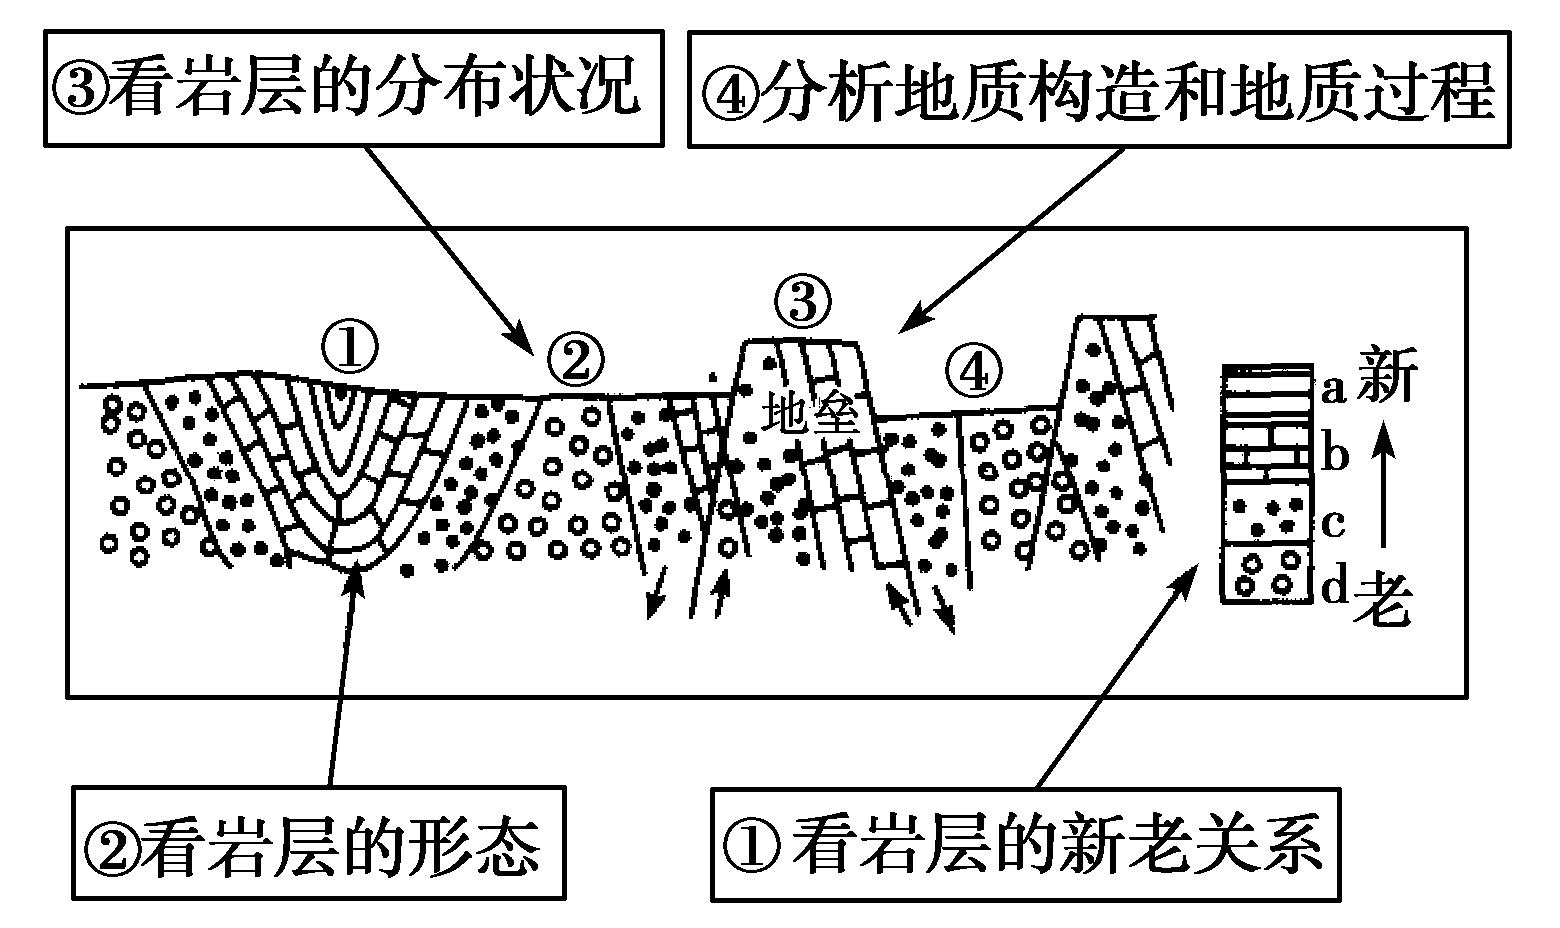 ③看岩层的分布状况
④分析地质构造和地质过程
①
②
③
④
地垒
a
b
c
d
新
老
②看岩层的形态
①看岩层的新老关系